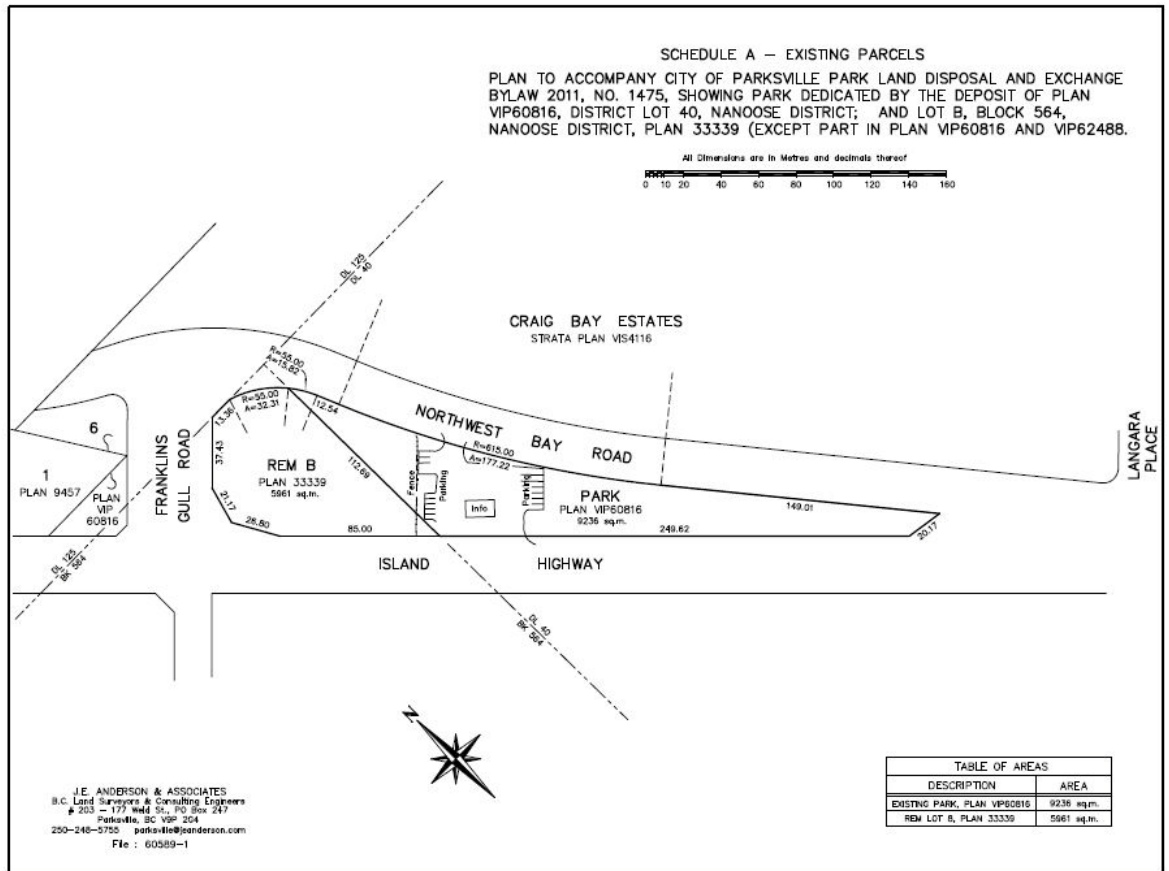 SCHEDULE A – EXISTING PARCELS
PLAN TO ACCOMPANY CITY OF PARKSVILLE PARK LAND DISPOSAL AND EXCHANGE
BYLAW 2011, NO. 1475, SHOWING PARK DEDICATED BY THE DEPOSIT OF PLAN
VIP60816, DISTRICT LOT 40, NANOOSE DISTRICT; AND LOT B, BLOCK 564,
NANOOSE DISTRICT, PLAN 33339 (EXCEPT PART IN PLAN VIP60816 AND VIP62488.
All Dimensions are in Metres and decimals thereof
0 10 20 40 60 80 100 120 140 160
DL 125
DL 40
CRAIG BAY ESTATES
STRATA PLAN VIS4116
R=55.00
A=15.82
R=55.00
A=32.31
12.54
13.36
NORTHWEST BAY ROAD
R=615.00
A=177.22
LANGARA
PLACE
6
1
PLAN 9457
PLAN
VIP
60816
FRANKLINS
GULL ROAD
37.43
21.17
26.80
REM B
PLAN 33339
5961 sq.m.
112.69
85.00
Fence
Parking
Info
Parking
PARK
PLAN VIP60816
9236 sq.m.
249.62
149.01
20.17
ISLAND HIGHWAY
DL 125
BK 564
DL 40
BK 564
N
J.E. ANDERSON & ASSOCIATES
B.C. Land Surveyors & Consulting Engineers
# 203 – 177 Weld St., PO Box 247
Parksville, BC V9P 2G4
250-248-5755 parksville@jeanderson.com
File : 60589-1
TABLE OF AREAS
DESCRIPTION AREA
EXISTING PARK, PLAN VIP60816 9236 sq.m.
REM LOT B, PLAN 33339 5961 sq.m.